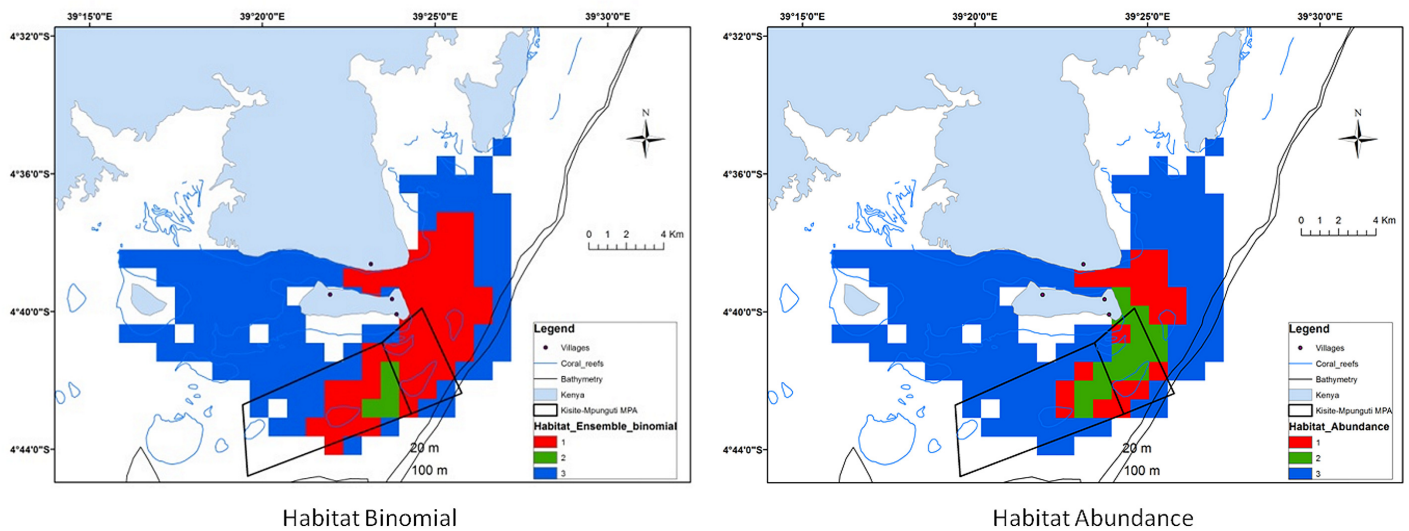 39°15'0"E 39°20'0"E 39°25'0"E 39°30'0"E
4°32'0"S
4°36'0"S
4°40'0"S
4°44'0"S
N
0 1 2 4 Km
Legend
Villages
Coral_reefs
Bathymetry
Kenya
Kisite-Mpunguti MPA
Habitat_Ensemble_binomial
1
2
3
20 m
100 m
Habitat Binomial
39°15'0"E 39°20'0"E 39°25'0"E 39°30'0"E
4°32'0"S
4°36'0"S
4°40'0"S
4°44'0"S
N
0 1 2 4 Km
Legend
Villages
Coral_reefs
Bathymetry
Kenya
Kisite-Mpunguti MPA
Habitat_Abundance
1
2
3
20 m
100 m
Habitat Abundance